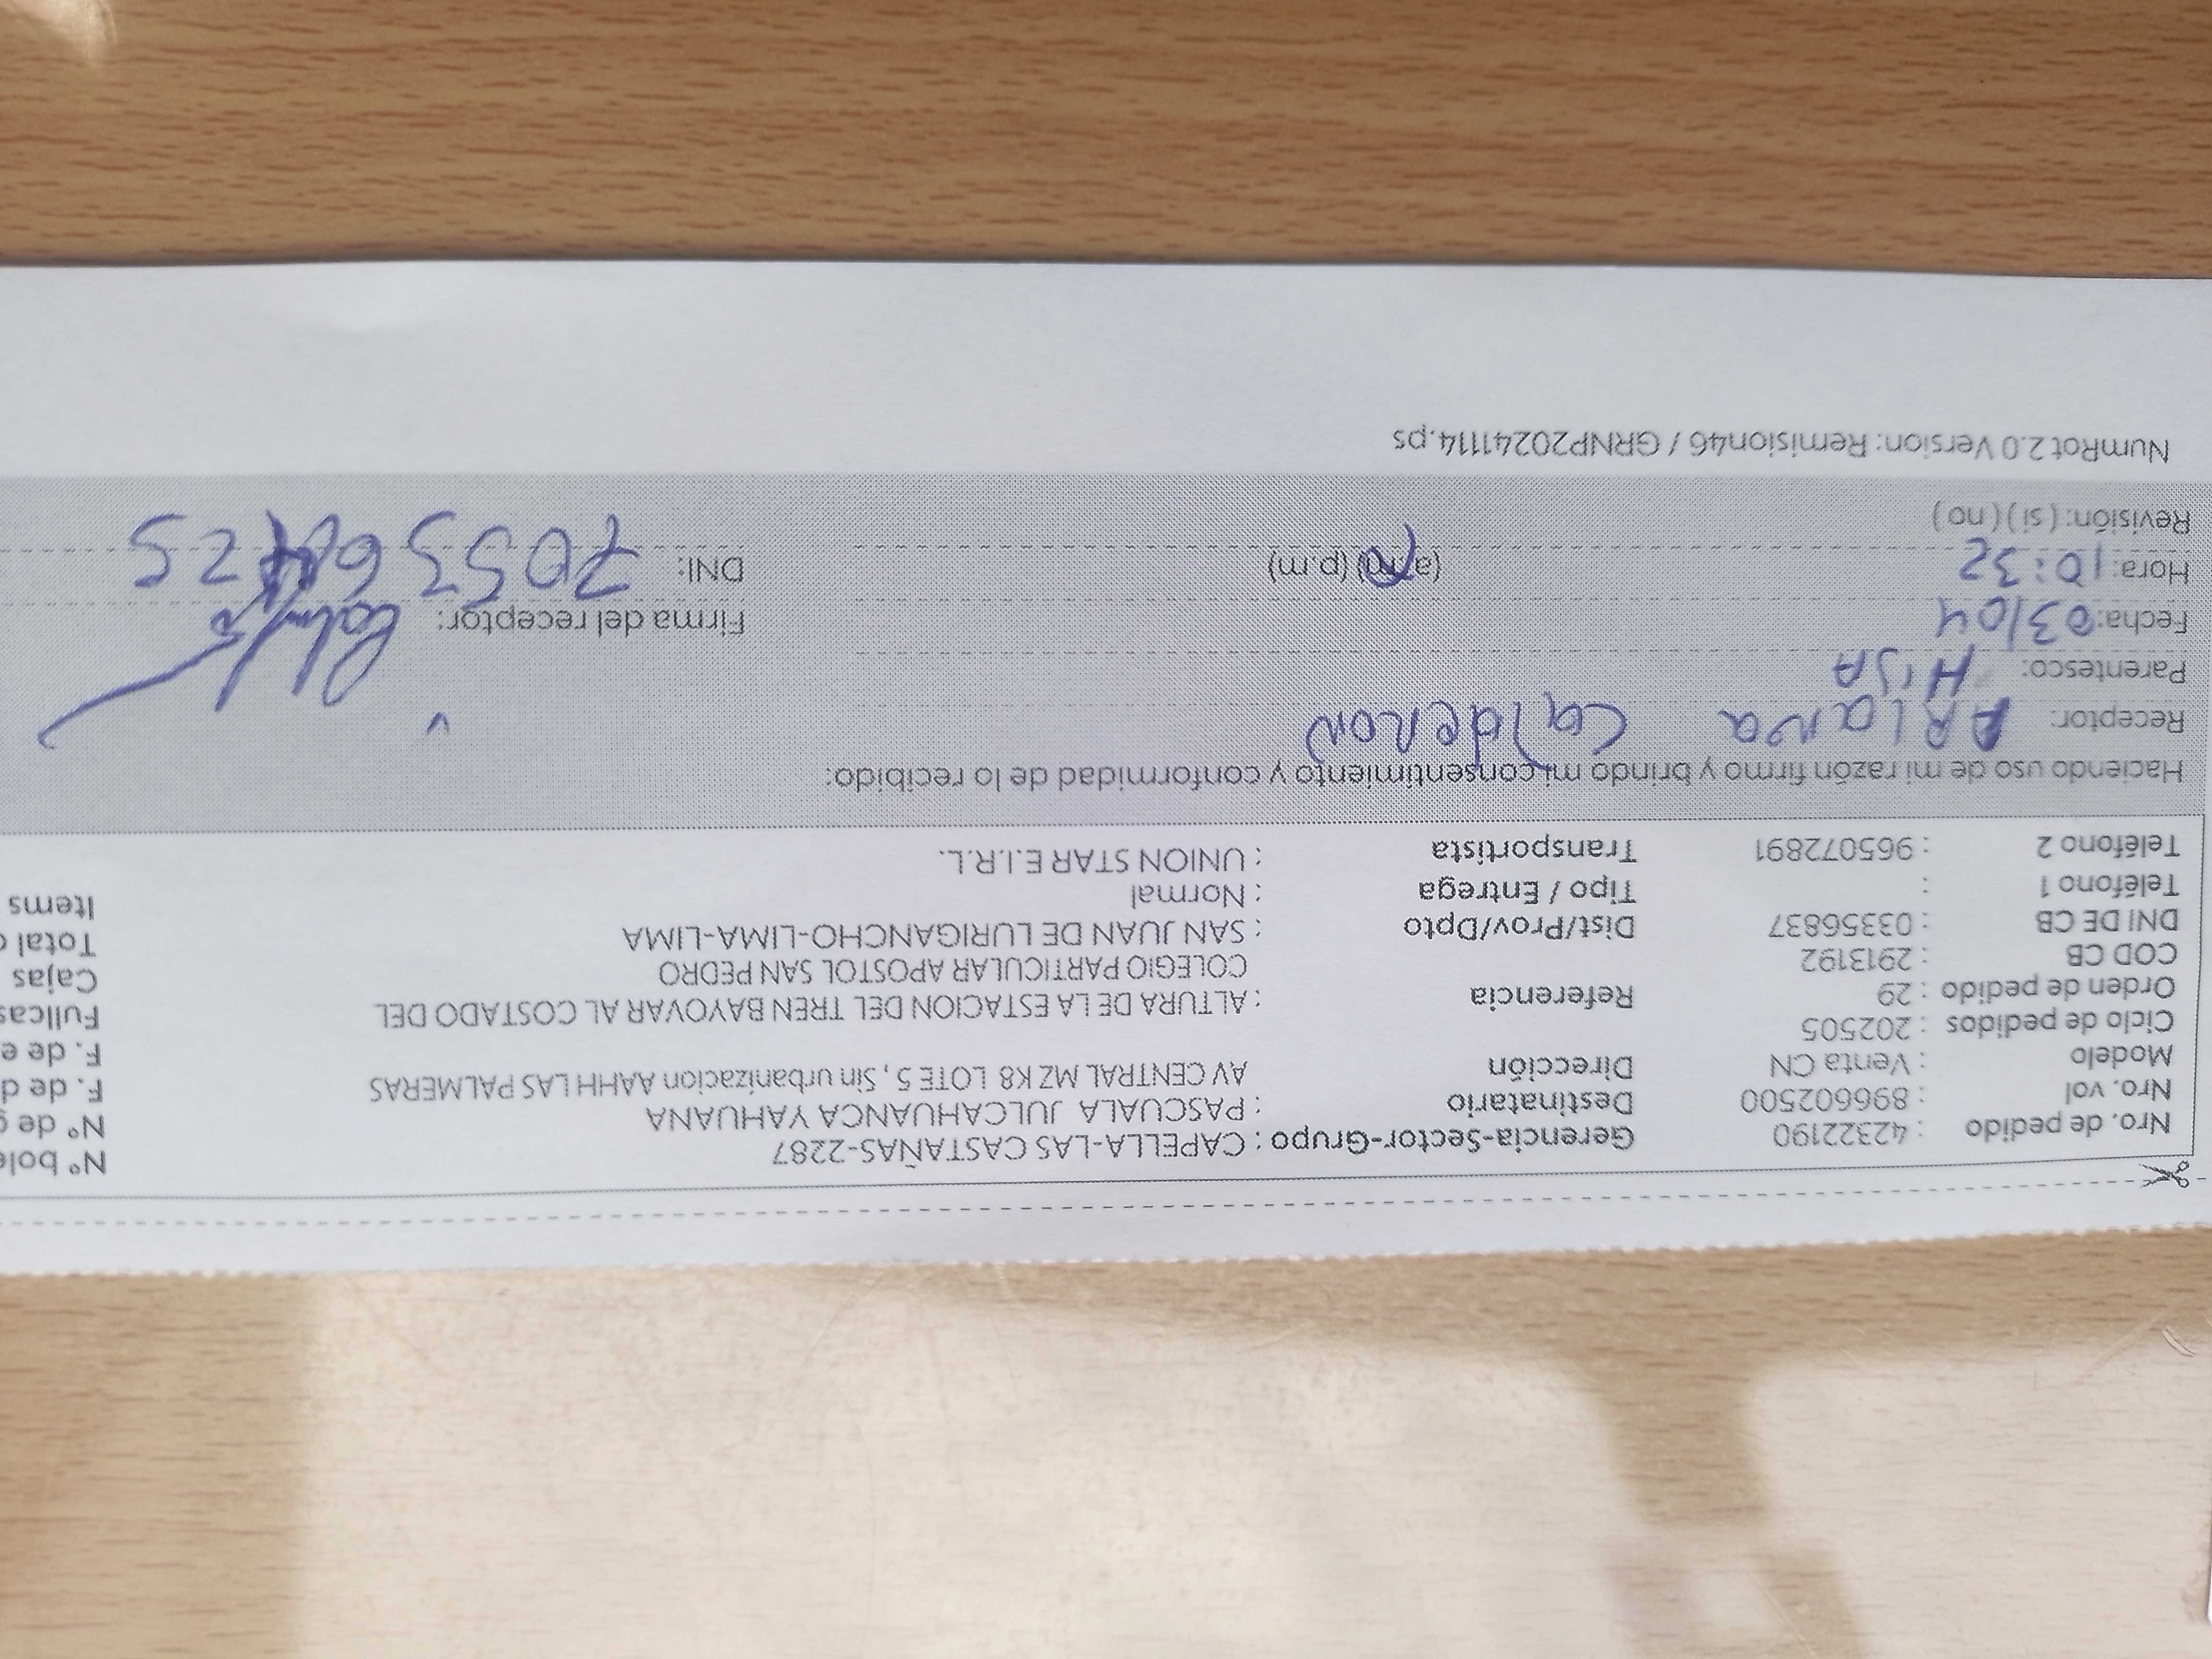 Nro. de pedido : 42322190 Gerencia-Sector-Grupo : CAPELLA-LAS CASTAÑAS-2287 N° bole
Nro. vol : 896602500 Destinatario : PASCUALA JULCAHUANCA YAHUANA N° de g
Modelo : Venta CN Dirección AV CENTRAL MZ K8 LOTE 5 , Sin urbanizacion AAHH LAS PALMERAS F. de d
Ciclo de pedidos : 202505 F. de e
Orden de pedido : 29 Referencia : ALTURA DE LA ESTACION DEL TREN BAYOVAR AL COSTADO DEL Fullcas
COD CB : 2913192 COLEGIO PARTICULAR APOSTOL SAN PEDRO Cajas
DNI DE CB : 03356837 Dist/Prov/Dpto : SAN JUAN DE LURIGANCHO-LIMA-LIMA Total
Teléfono 1 : Tipo / Entrega : Normal Items
Teléfono 2 : 965072891 Transportista : UNION STAR E.I.R.L.
Haciendo uso de mi razón firmo y brindo mi consentimiento y conformidad de lo recibido:
Receptor: ARIANA Calderon
Parentesco: HIJA
Fecha: 03/04 Firma del receptor:
Hora: 10:32 (a.m) (p.m) DNI:
Revisión: ( si ) ( no )
NumRot 2.0 Version: Remision46 / GRNP20241114.ps